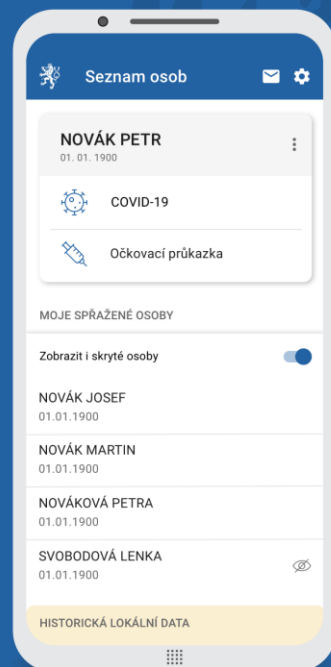 Seznam osob
NOVÁK PETR
01. 01. 1900
COVID-19
Očkovací průkazka
MOJE SPŘAŽENÉ OSOBY
Zobrazit i skryté osoby
NOVÁK JOSEF
01.01.1900
NOVÁK MARTIN
01.01.1900
NOVÁKOVÁ PETRA
01.01.1900
SVOBODOVÁ LENKA
01.01.1900
HISTORICKÁ LOKÁLNÍ DATA